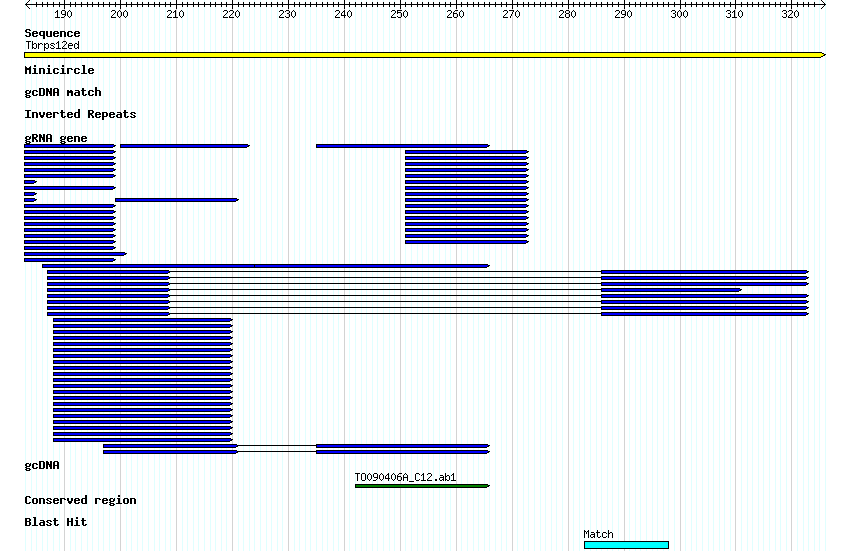 190 200 210 220 230 240 250 260 270 280 290 300 310 320
Sequence
Tbrps12ed
Minicircle
gcDNA match
Inverted Repeats
gRNA gene
gcDNA
TO090406A_C12.ab1
Conserved region
Blast Hit
Match